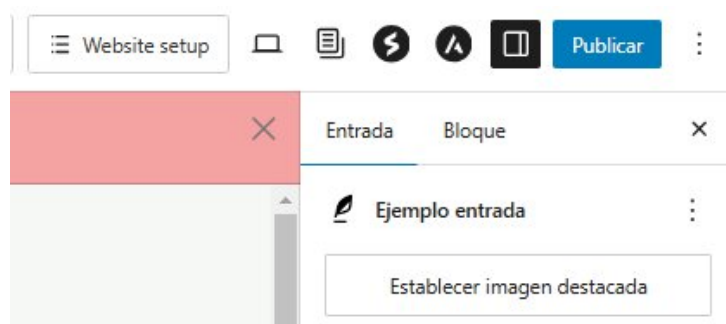 Website setup
Publicar
Entrada
Bloque
Ejemplo entrada
Establecer imagen destacada